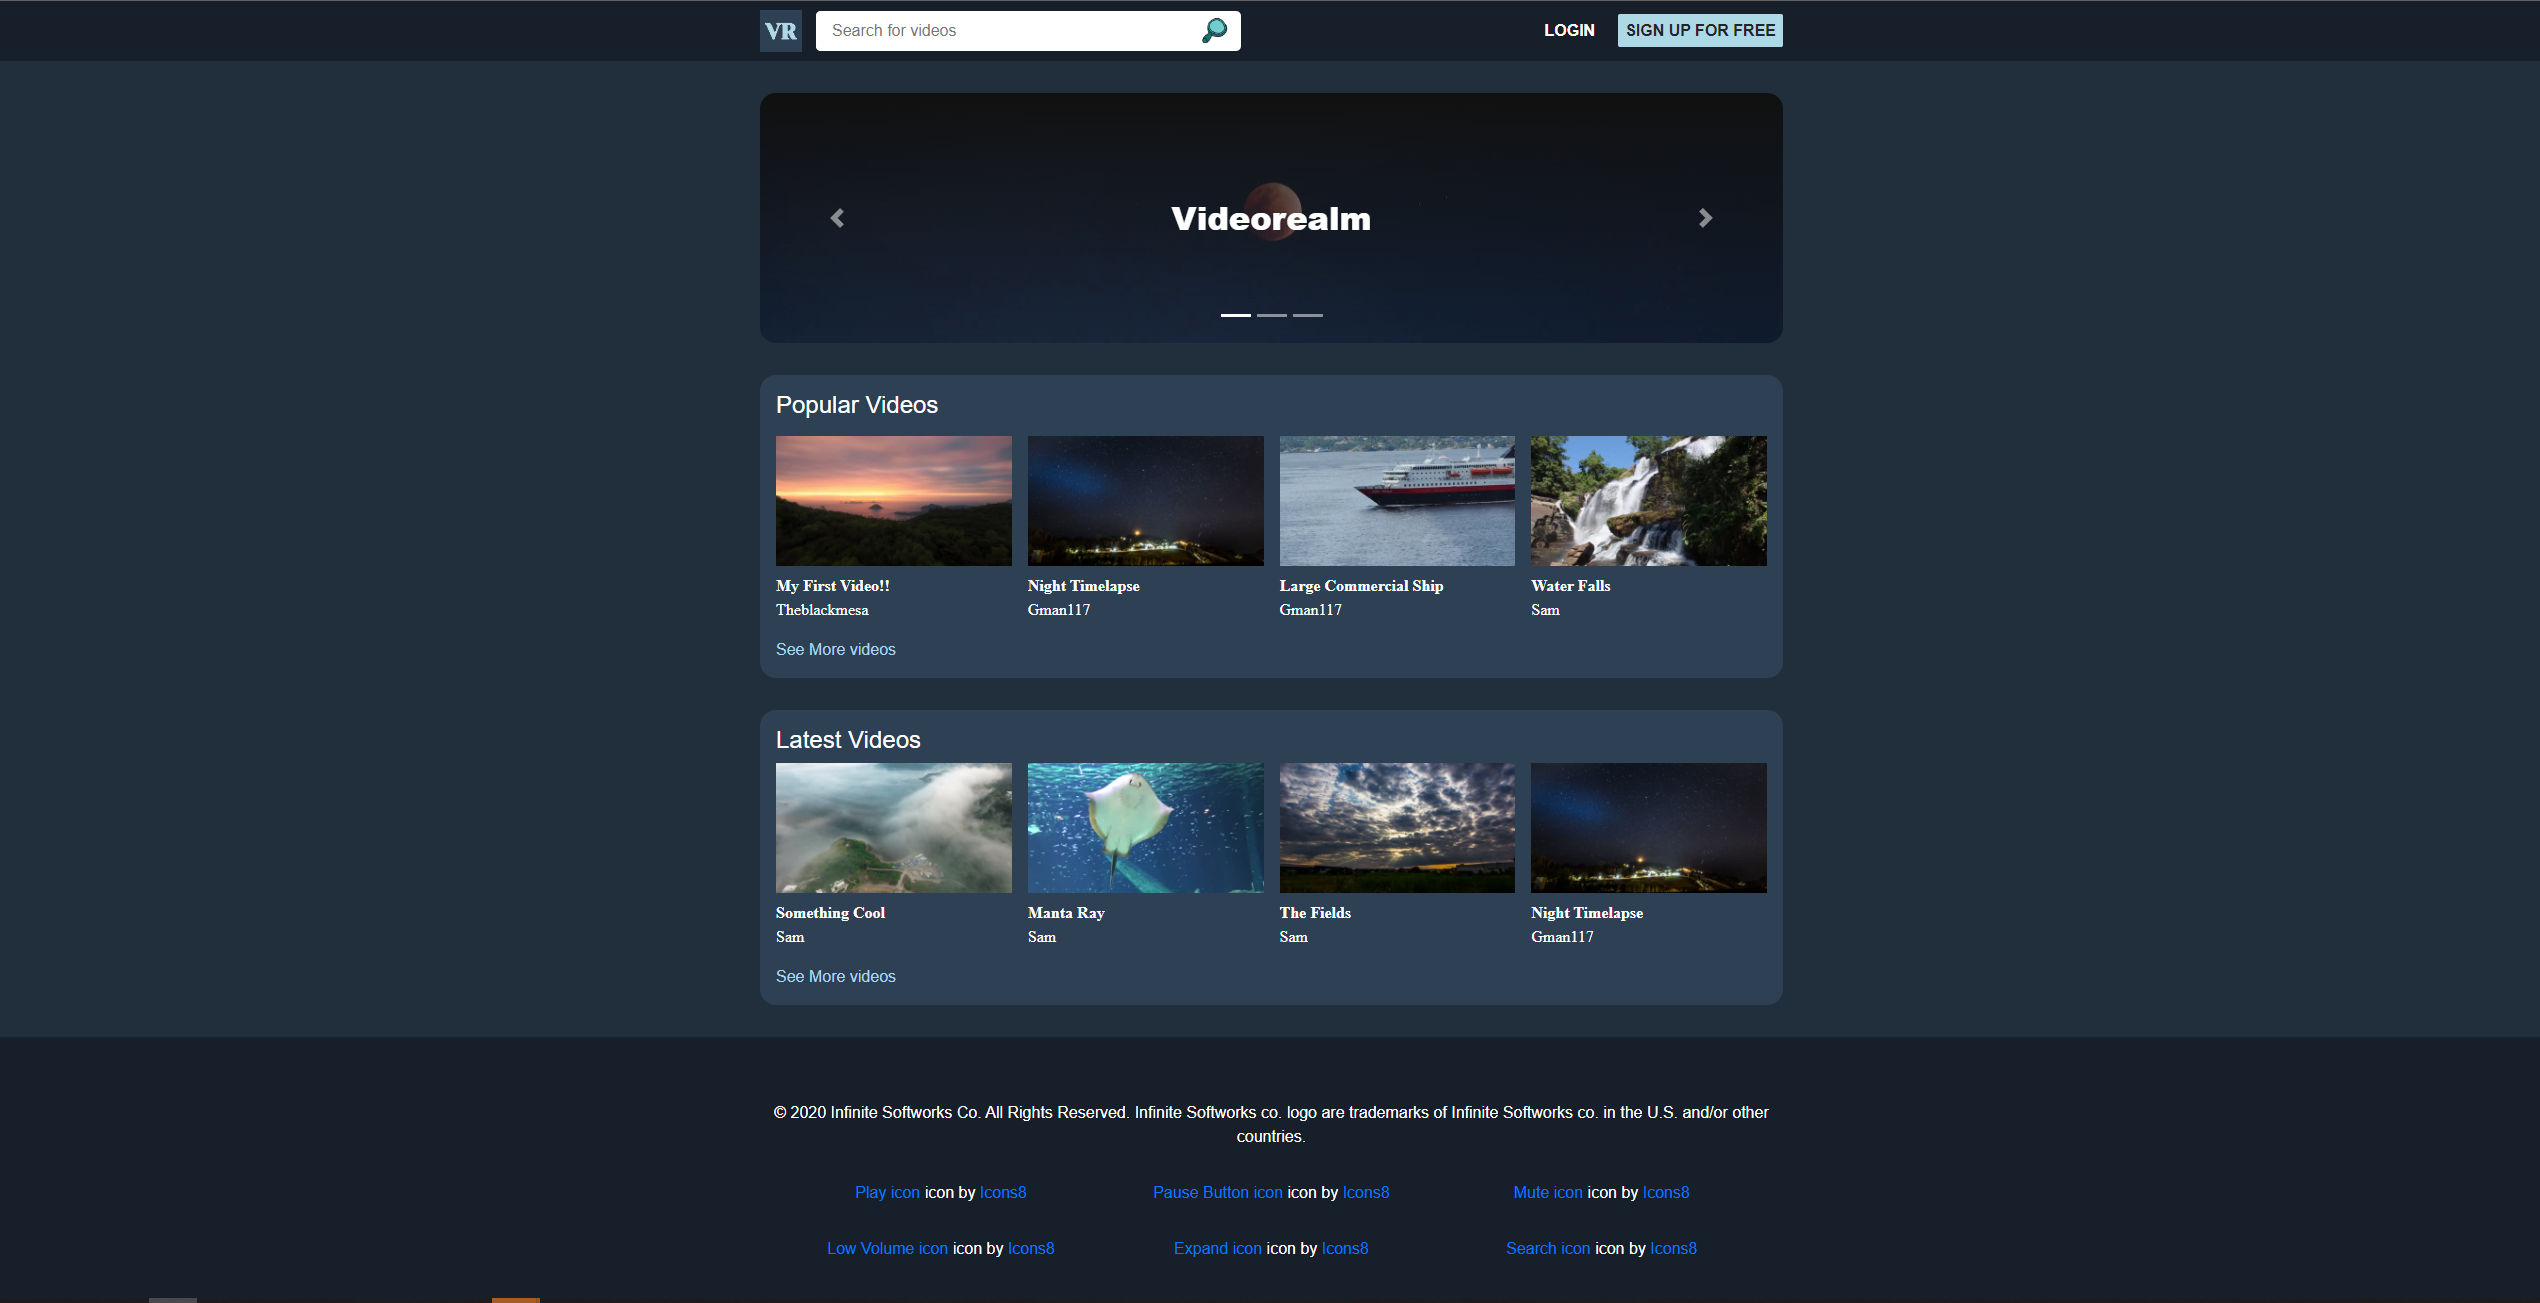 VR
Search for videos
LOGIN
SIGN UP FOR FREE
Videorealm
Popular Videos
My First Video!!
Theblackmesa
Night Timelapse
Gman117
Large Commercial Ship
Gman117
Water Falls
Sam
See More videos
Latest Videos
Something Cool
Sam
Manta Ray
Sam
The Fields
Sam
Night Timelapse
Gman117
See More videos
© 2020 Infinite Softworks Co. All Rights Reserved. Infinite Softworks co. logo are trademarks of Infinite Softworks co. in the U.S. and/or other
countries.
Play icon icon by Icons8
Pause Button icon icon by Icons8
Mute icon icon by Icons8
Low Volume icon icon by Icons8
Expand icon icon by Icons8
Search icon icon by Icons8